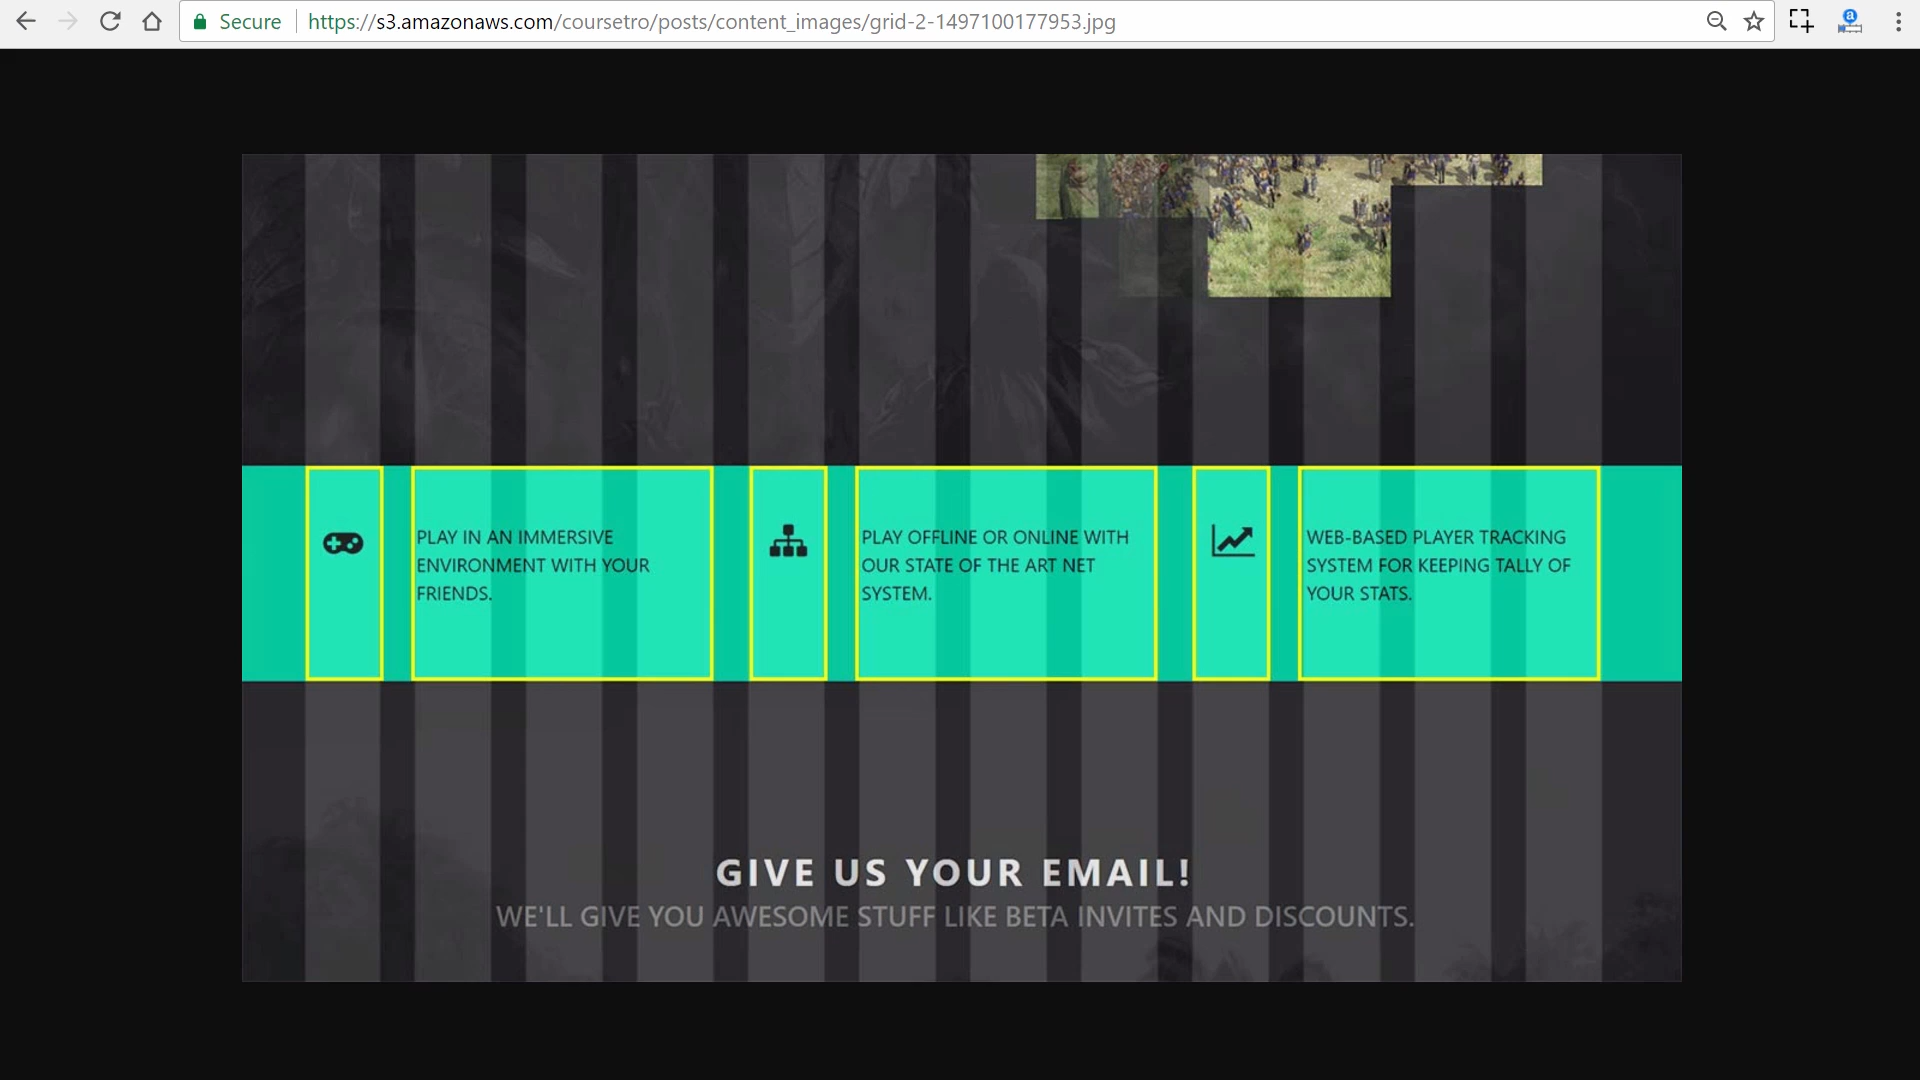 Secure
https://s3.amazonaws.com/coursetro/posts/content_images/grid-2-1497100177953.jpg
a
PLAY IN AN IMMERSIVE
ENVIRONMENT WITH YOUR
FRIENDS.
PLAY OFFLINE OR ONLINE WITH
OUR STATE OF THE ART NET
SYSTEM.
WEB-BASED PLAYER TRACKING
SYSTEM FOR KEEPING TALLY OF
YOUR STATS.
GIVE US YOUR EMAIL!
WE'LL GIVE YOU AWESOME STUFF LIKE BETA INVITES AND DISCOUNTS.